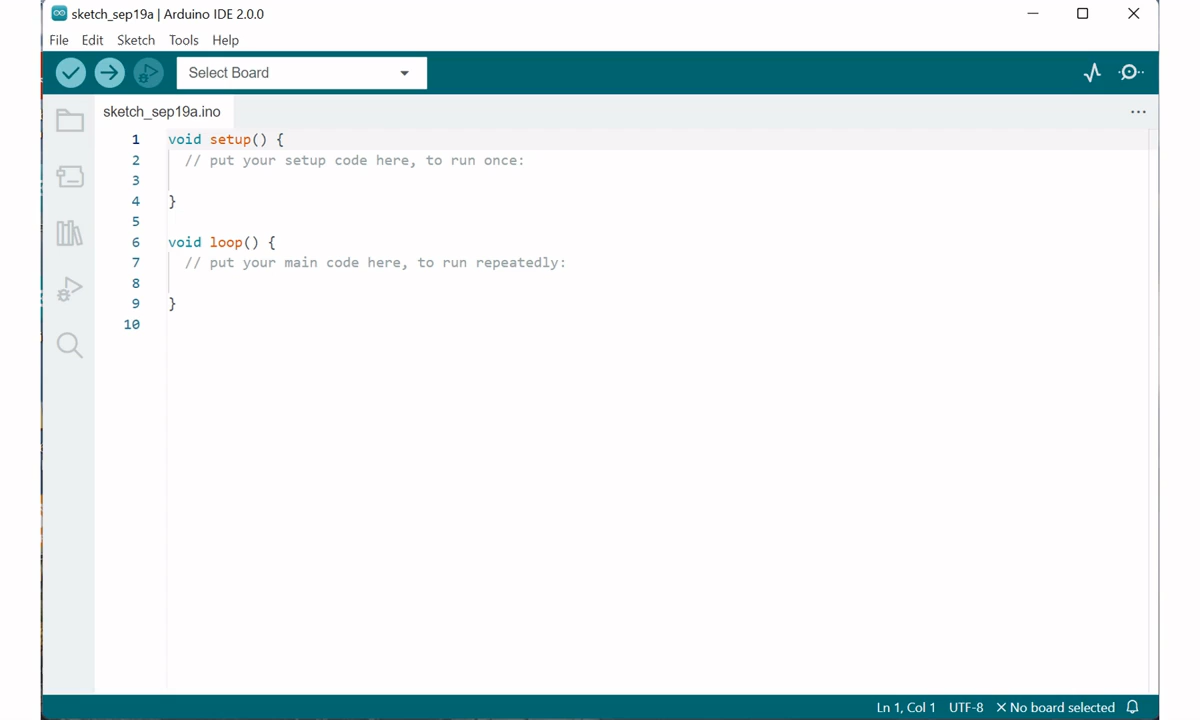 sketch_sep19a | Arduino IDE 2.0.0
File Edit Sketch Tools Help
Select Board
sketch_sep19a.ino
1 void setup() {
2 // put your setup code here, to run once:
3
4 }
5
6 void loop() {
7 // put your main code here, to run repeatedly:
8
9 }
10
Ln 1, Col 1 UTF-8 No board selected